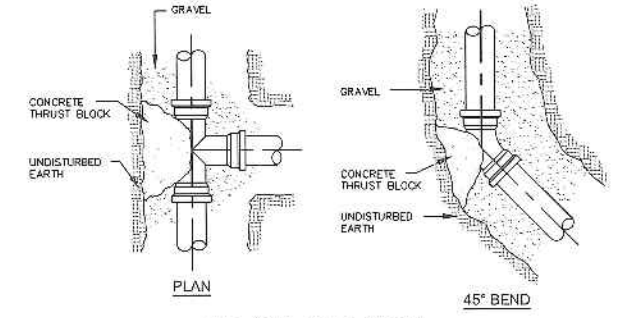 GRAVEL
CONCRETE
THRUST BLOCK
UNDISTURBED
EARTH
PLAN
GRAVEL
CONCRETE
THRUST BLOCK
UNDISTURBED
EARTH
45° BEND